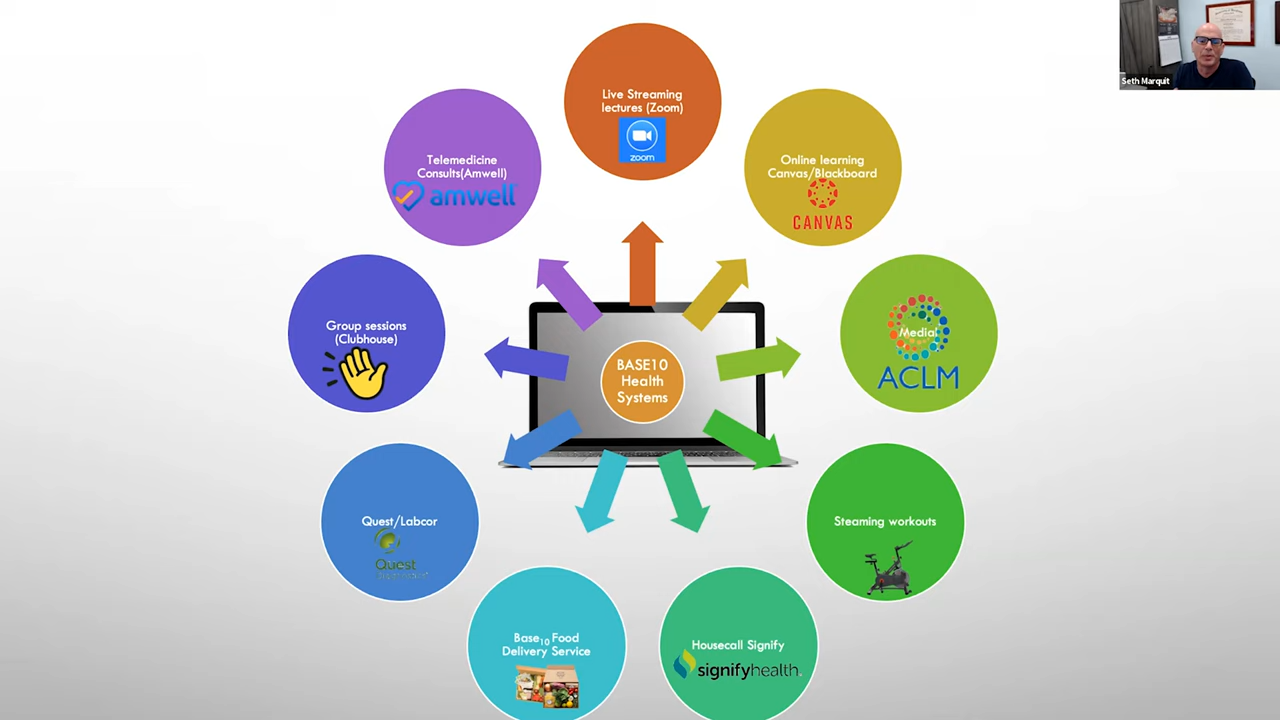 Seth Marquit
Live Streaming
lectures (Zoom)
zoom
Online learning
Canvas/Blackboard
CANVAS
Medial
ACLM
Steaming workouts
Housecall Signify
signifyhealth.
Base10 Food
Delivery Service
Quest/Labcor
Quest
Group sessions
(Clubhouse)
Telemedicine
Consults(Amwell)
amwell
BASE10
Health
Systems